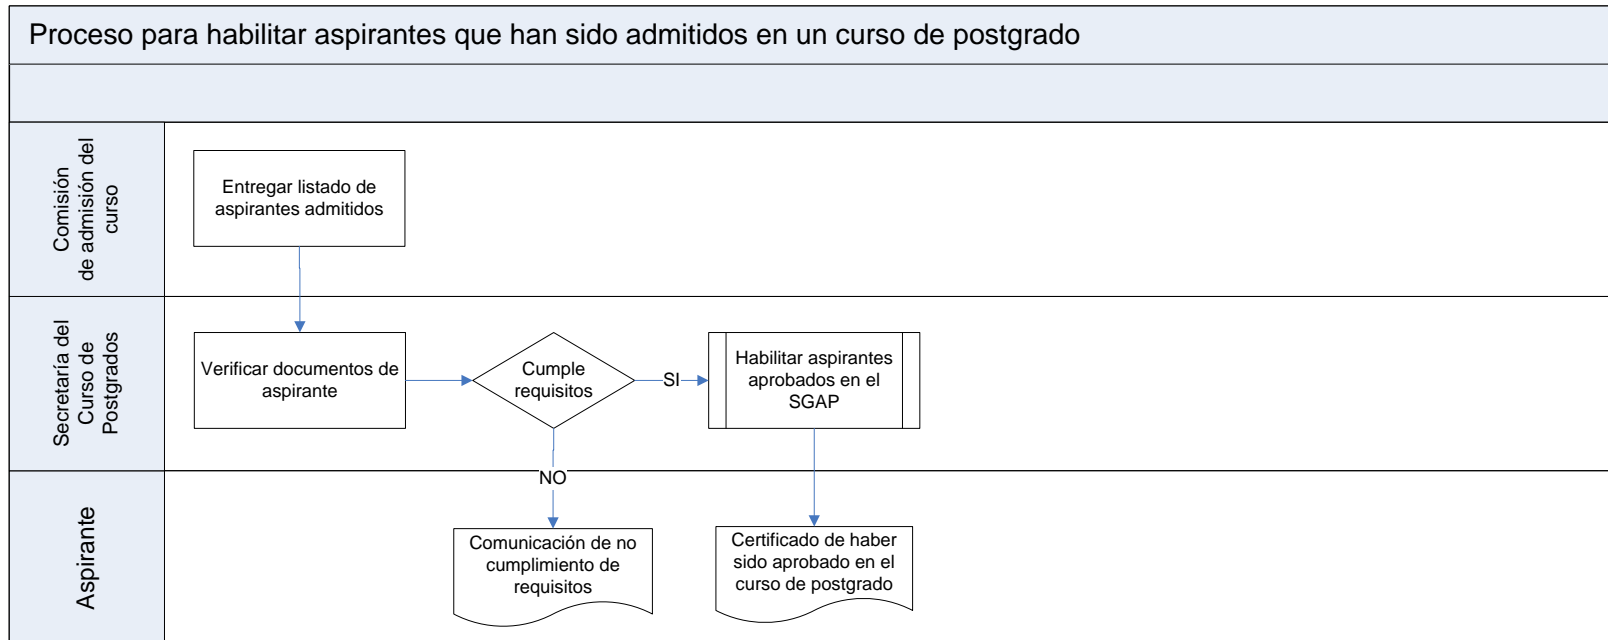 Proceso para habilitar aspirantes que han sido admitidos en un curso de postgrado
Comisión
de admisión del
curso
Entregar listado de
aspirantes admitidos
Secretaría del
Curso de
Postgrados
Verificar documentos de
aspirante
Cumple
requisitos
SI
Habilitar aspirantes
aprobados en el
SGAP
NO
Aspirante
Comunicación de no
cumplimiento de
requisitos
Certificado de haber
sido aprobado en el
curso de postgrado